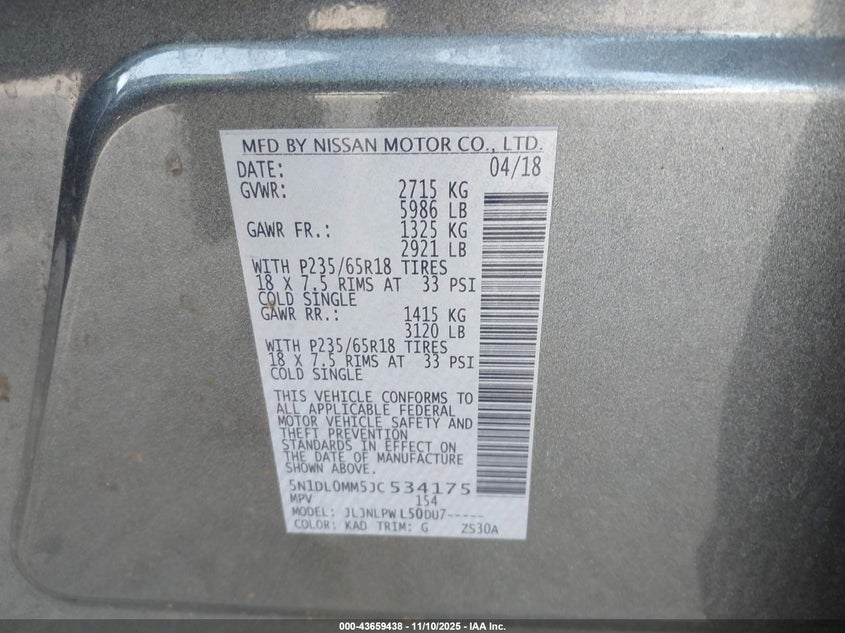 MFD BY NISSAN MOTOR CO., LTD.
DATE: 04/18
GVWR: 2715 KG
5986 LB
GAWR FR.: 1325 KG
2921 LB
WITH P235/65R18 TIRES
18 X 7.5 RIMS AT 33 PSI
COLD SINGLE
GAWR RR.: 1415 KG
3120 LB
WITH P235/65R18 TIRES
18 X 7.5 RIMS AT 33 PSI
COLD SINGLE
THIS VEHICLE CONFORMS TO
ALL APPLICABLE FEDERAL
MOTOR VEHICLE SAFETY AND
THEFT PREVENTION
STANDARDS IN EFFECT ON
THE DATE OF MANUFACTURE
SHOWN ABOVE.
5N1DL0MM5JC534175
MPV 154
MODEL: JLJNLPWL50DU7-----
COLOR: KAD TRIM: G ZS30A
000-43659438 - 11/10/2025 - IAA Inc.